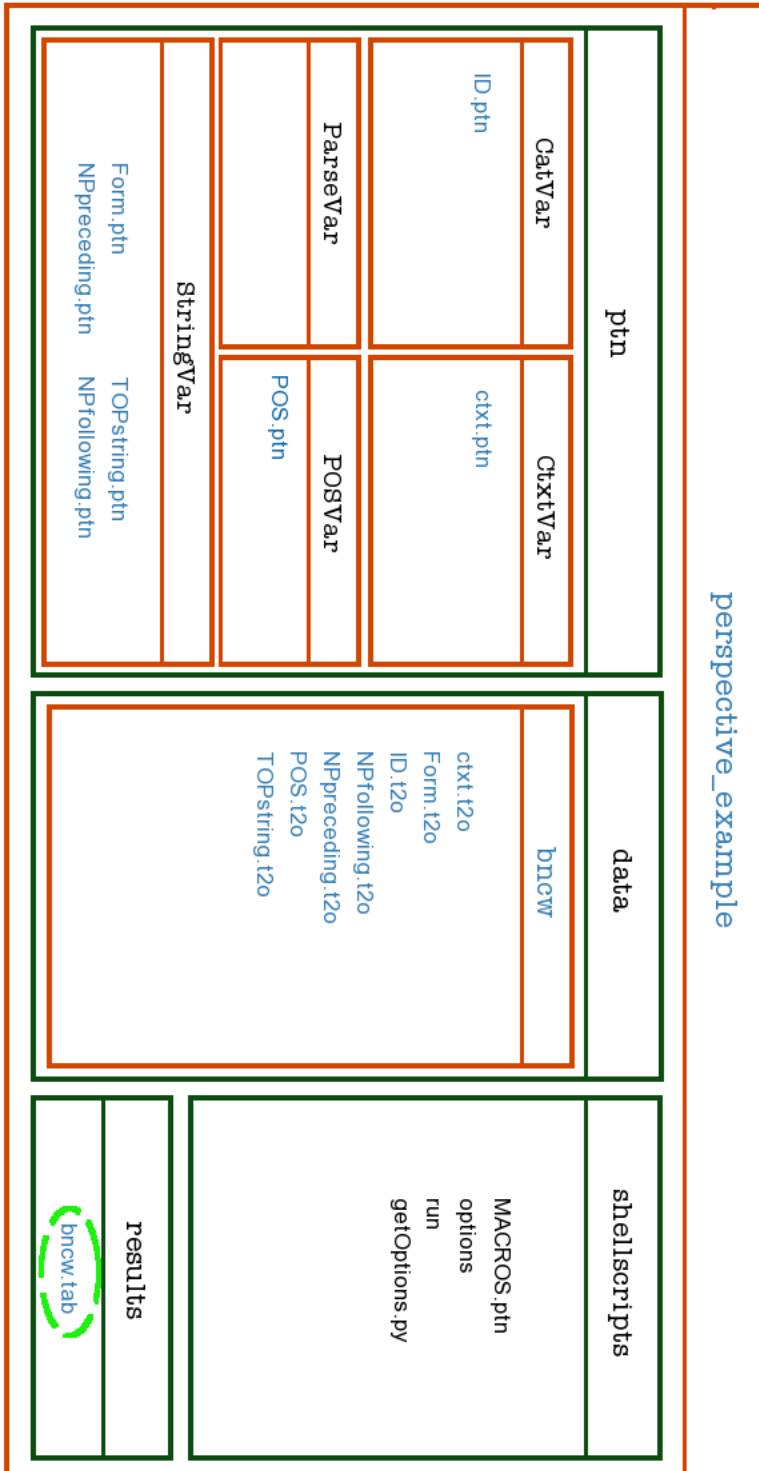 perspective_example
ptn
CatVar
ID.ptn
CtxtVar
ctxt.ptn
ParseVar
POSVar
POS.ptn
StringVar
Form.ptn TOPstring.ptn
NPpreceding.ptn NPfollowing.ptn
data
bncw
ctxt.t2o
Form.t2o
ID.t2o
NPfollowing.t2o
NPpreceding.t2o
POS.t2o
TOPstring.t2o
shellscripts
MACROS.ptn
options
run
getOptions.py
results
bncw.tab